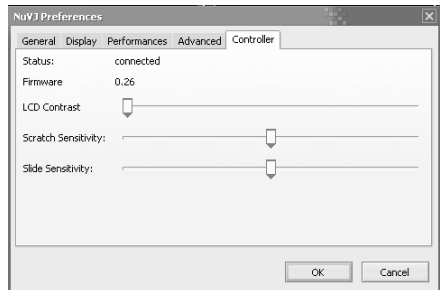 NuVJ Preferences
General Display Performances Advanced Controller
Status: connected
Firmware 0.26
LCD Contrast
Scratch Sensitivity:
Slide Sensitivity:
OK Cancel